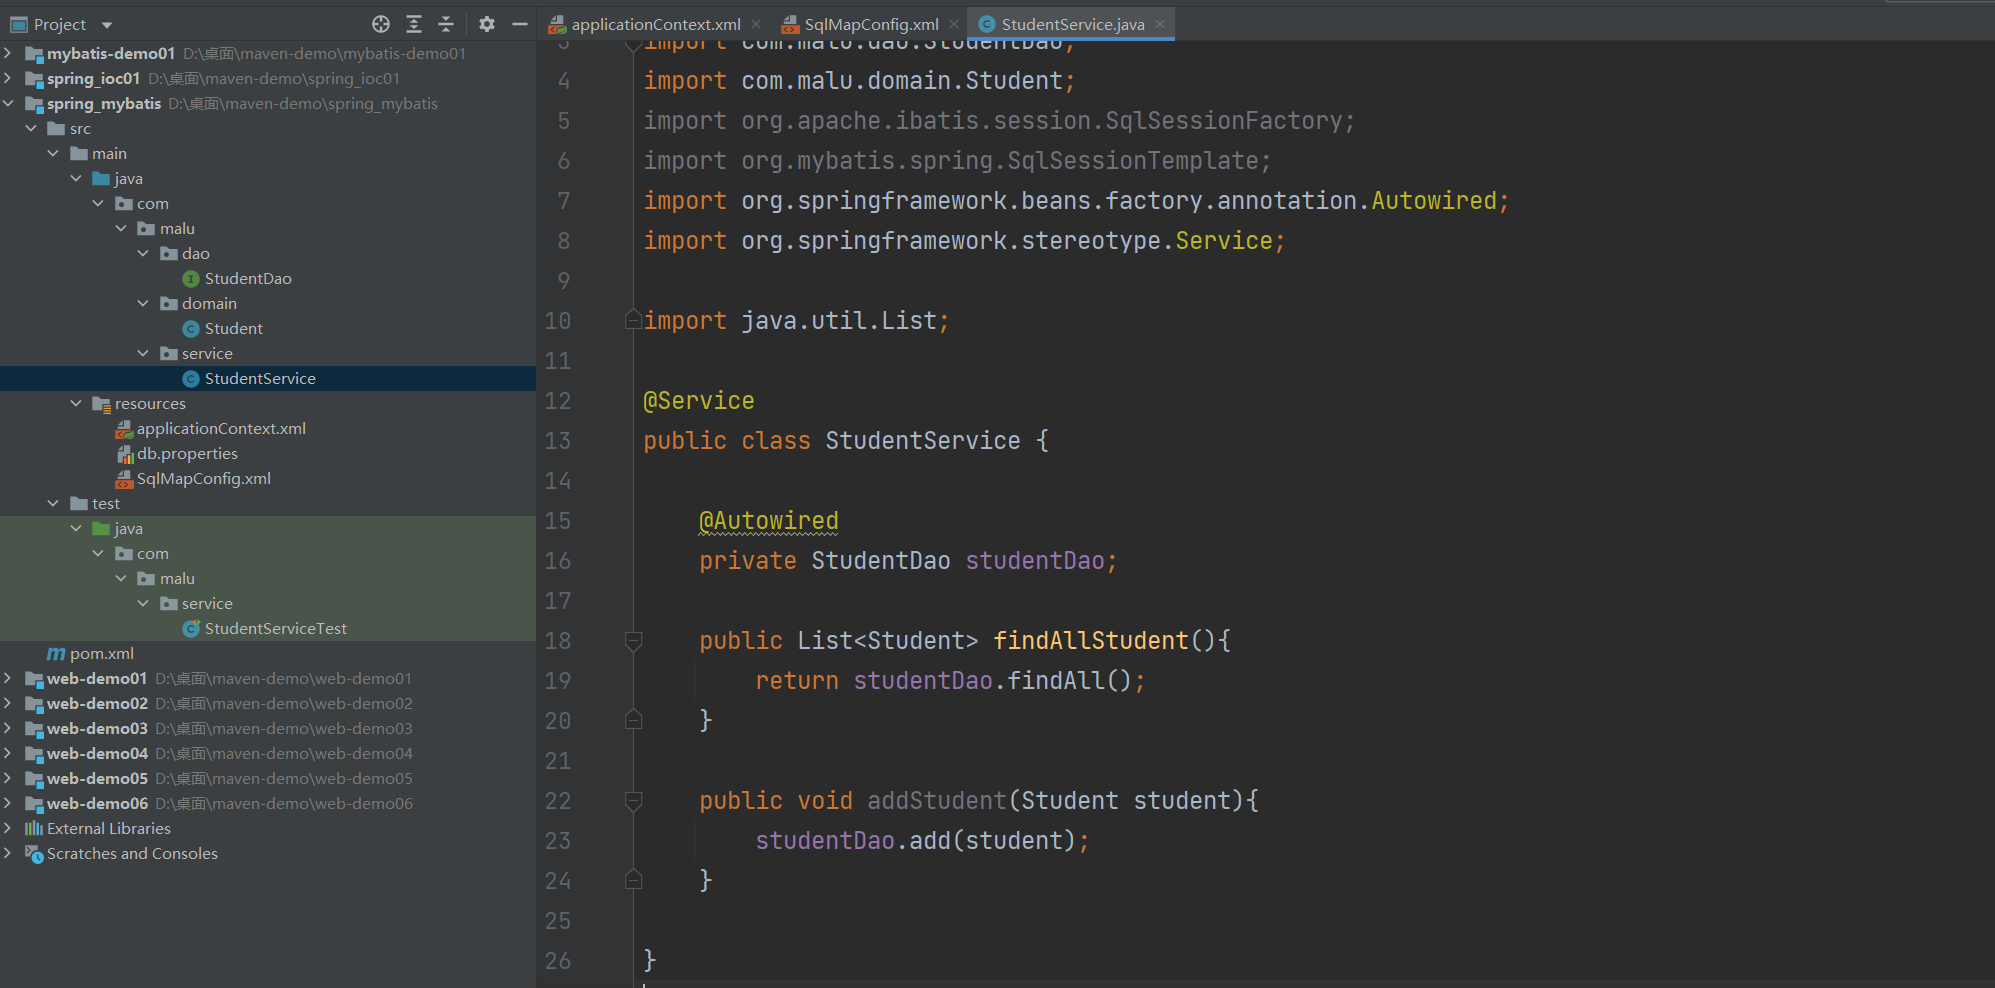 Project
mybatis-demo01 D:\桌面\maven-demo\mybatis-demo01
spring_ioc01 D:\桌面\maven-demo\spring_ioc01
spring_mybatis D:\桌面\maven-demo\spring_mybatis
src
main
java
com
malu
dao
StudentDao
domain
Student
service
StudentService
resources
applicationContext.xml
db.properties
SqlMapConfig.xml
test
java
com
malu
service
StudentServiceTest
pom.xml
web-demo01 D:\桌面\maven-demo\web-demo01
web-demo02 D:\桌面\maven-demo\web-demo02
web-demo03 D:\桌面\maven-demo\web-demo03
web-demo04 D:\桌面\maven-demo\web-demo04
web-demo05 D:\桌面\maven-demo\web-demo05
web-demo06 D:\桌面\maven-demo\web-demo06
External Libraries
Scratches and Consoles
applicationContext.xml SqlMapConfig.xml StudentService.java
3 import com.malu.dao.StudentDao;
4 import com.malu.domain.Student;
5 import org.apache.ibatis.session.SqlSessionFactory;
6 import org.mybatis.spring.SqlSessionTemplate;
7 import org.springframework.beans.factory.annotation.Autowired;
8 import org.springframework.stereotype.Service;
9
10 import java.util.List;
11
12 @Service
13 public class StudentService {
14
15 @Autowired
16 private StudentDao studentDao;
17
18 public List<Student> findAllStudent(){
19 return studentDao.findAll();
20 }
21
22 public void addStudent(Student student){
23 studentDao.add(student);
24 }
25
26 }